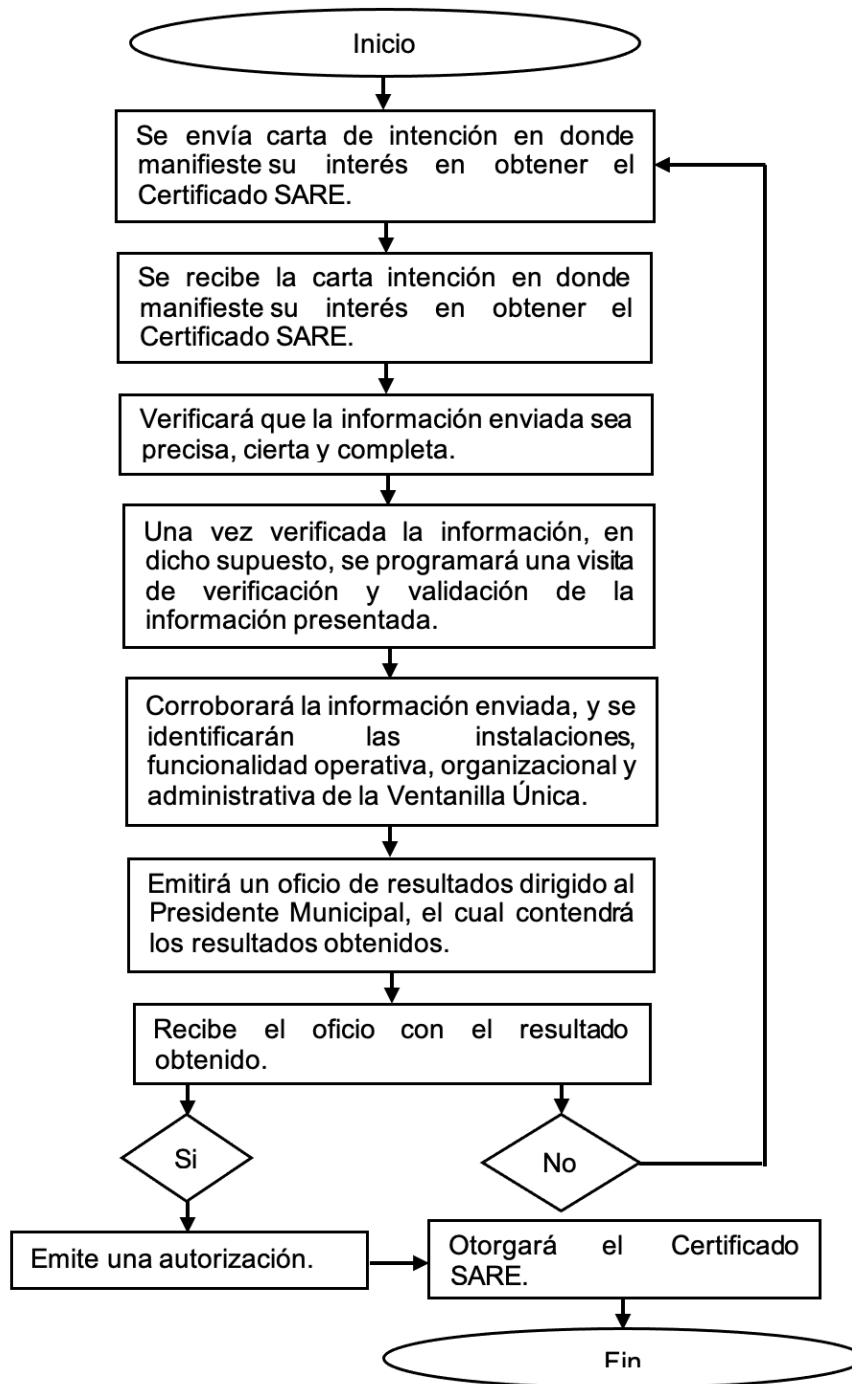 Inicio
Se envía carta de intención en donde
manifieste su interés en obtener el
Certificado SARE.
Se recibe la carta intención en donde
manifieste su interés en obtener el
Certificado SARE.
Verificará que la información enviada sea
precisa, cierta y completa.
Una vez verificada la información, en
dicho supuesto, se programará una visita
de verificación y validación de la
información presentada.
Corroborará la información enviada, y se
identificarán las instalaciones,
funcionalidad operativa, organizacional y
administrativa de la Ventanilla Única.
Emitirá un oficio de resultados dirigido al
Presidente Municipal, el cual contendrá
los resultados obtenidos.
Recibe el oficio con el resultado
obtenido.
Si
No
Emite una autorización.
Otorgará el Certificado
SARE.
Fin